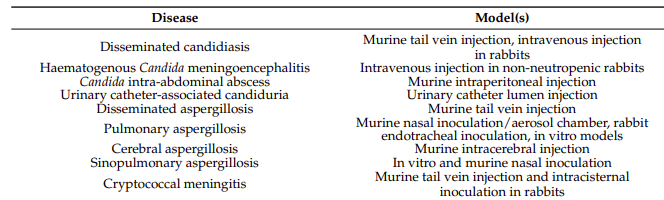 Disease Model(s)
Disseminated candidiasis Murine tail vein injection, intravenous injection
in rabbits
Haematogenous Candida meningoencephalitis Intravenous injection in non-neutropenic rabbits
Candida intra-abdominal abscess Murine intraperitoneal injection
Urinary catheter-associated candiduria Urinary catheter lumen injection
Disseminated aspergillosis Murine tail vein injection
Pulmonary aspergillosis Murine nasal inoculation/aerosol chamber, rabbit
endotracheal inoculation, in vitro models
Cerebral aspergillosis Murine intracerebral injection
Sinopulmonary aspergillosis In vitro and murine nasal inoculation
Cryptococcal meningitis Murine tail vein injection and intracisternal
inoculation in rabbits